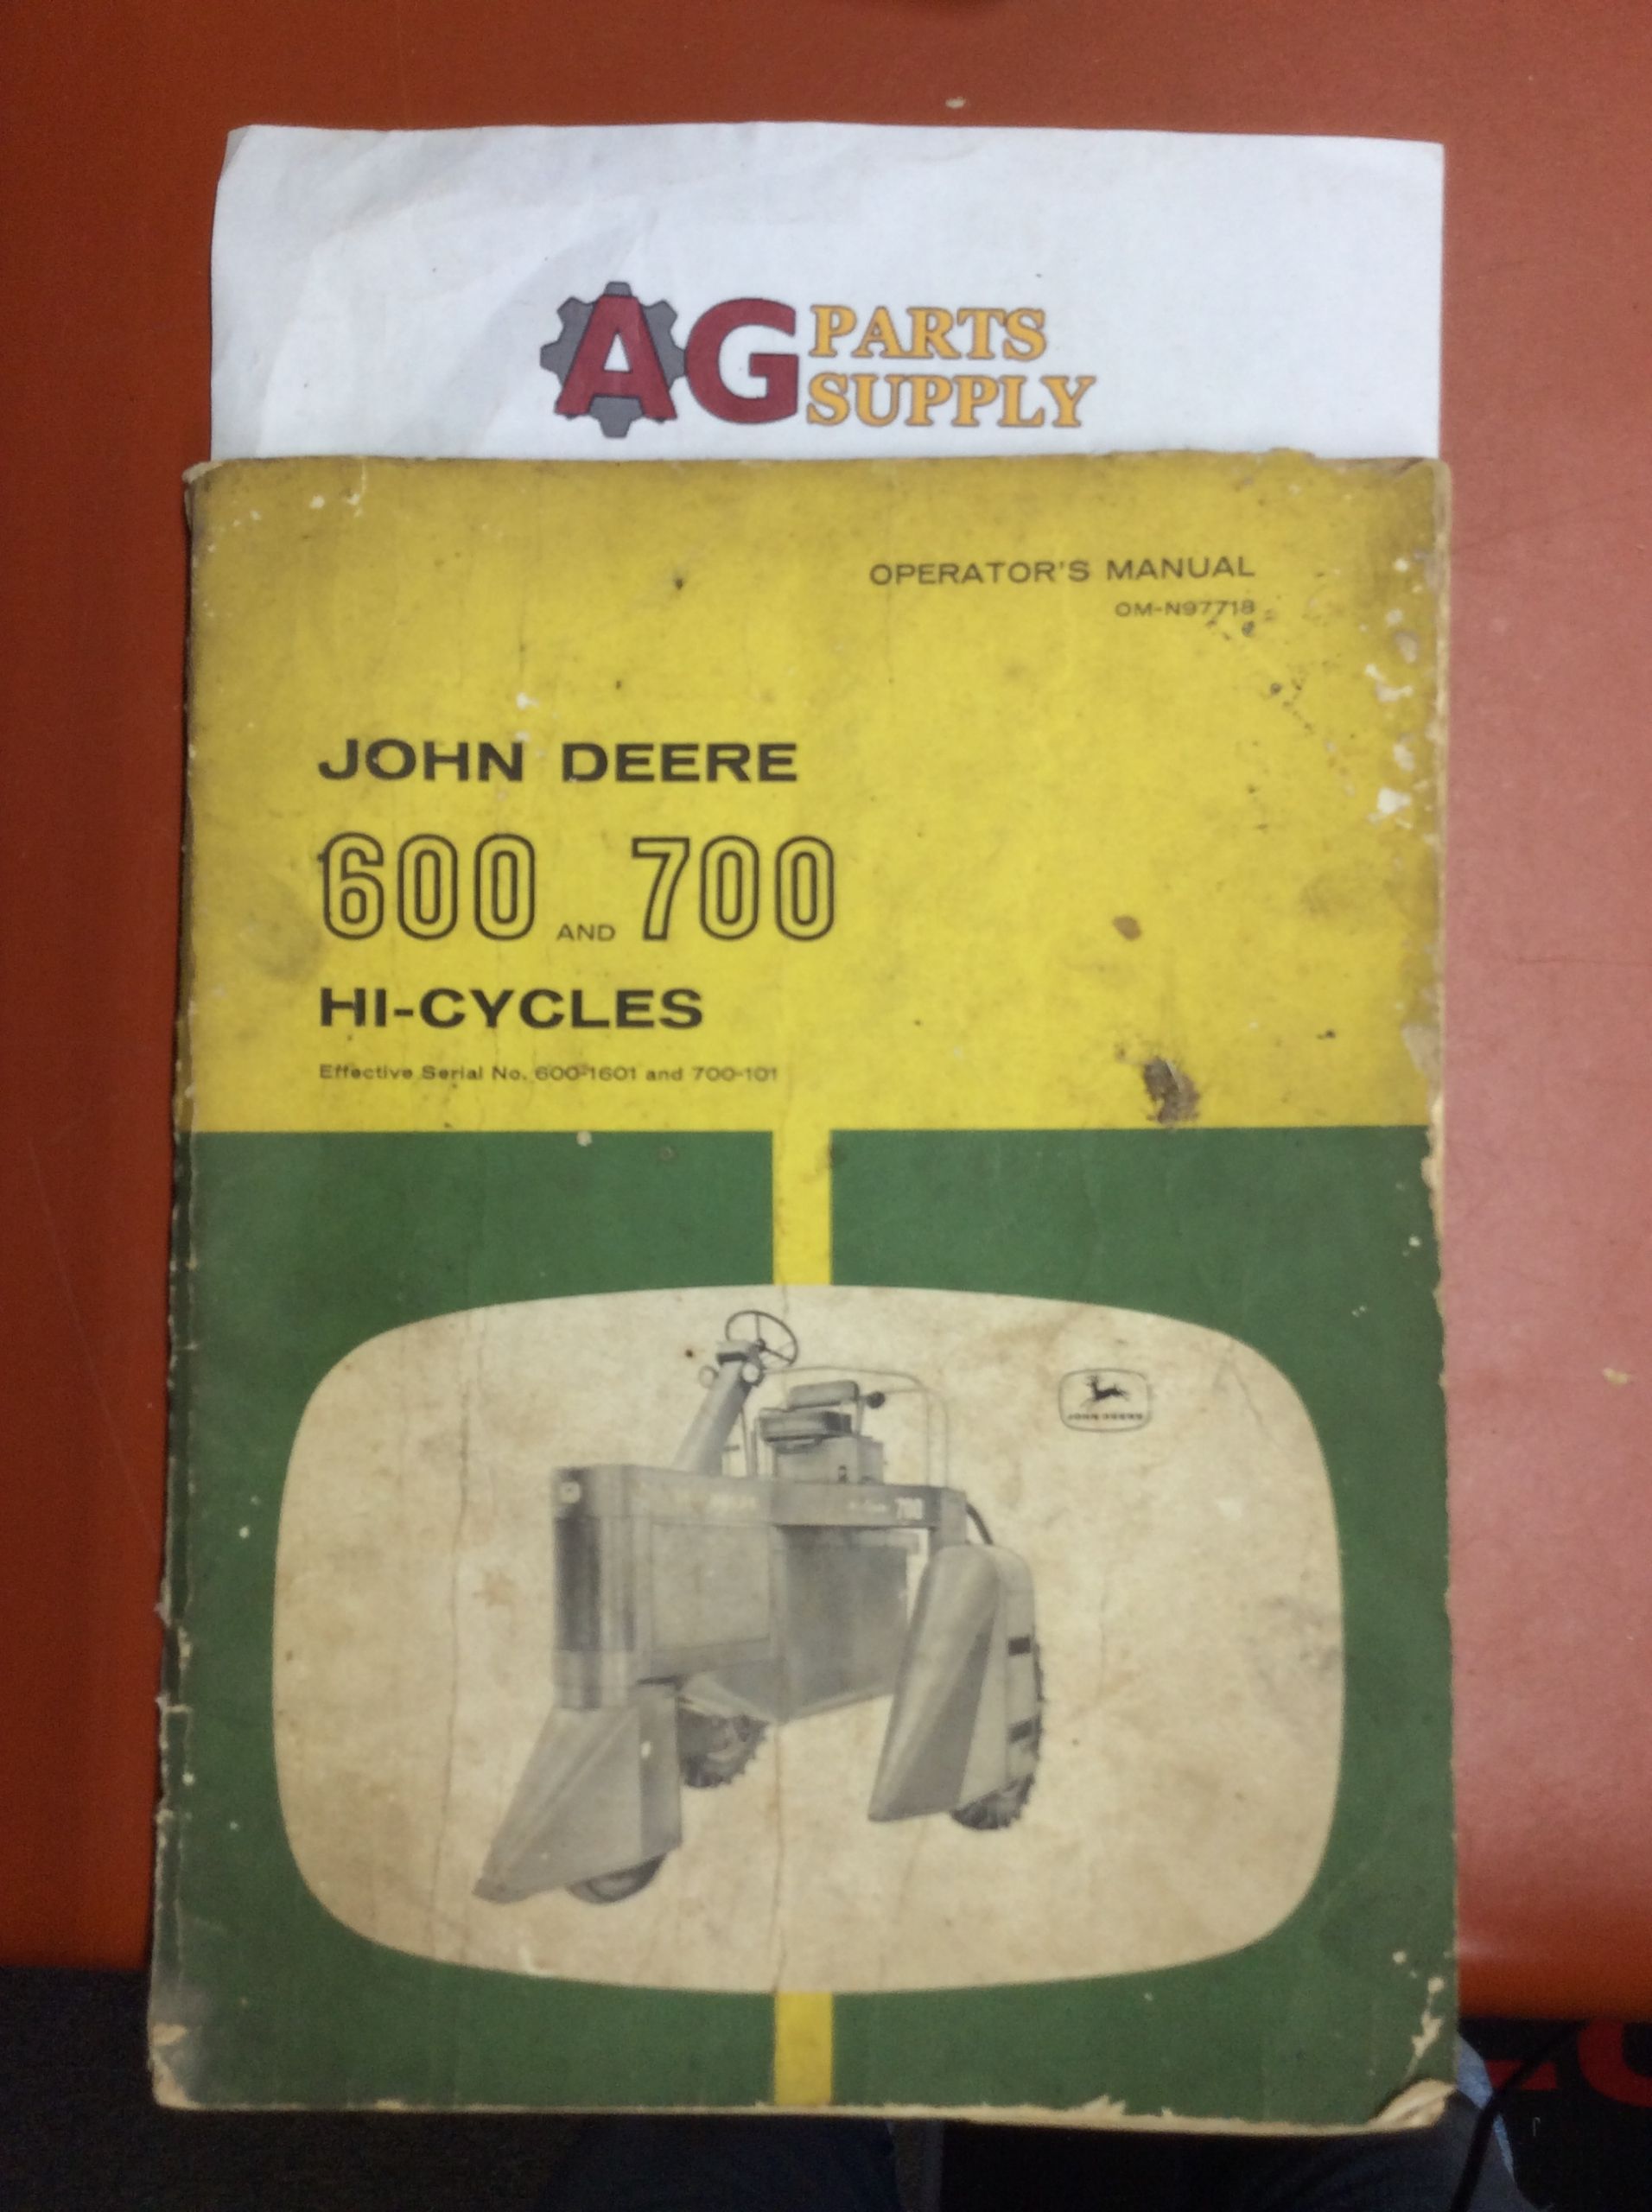 AG PARTS
SUPPLY
OPERATOR'S MANUAL
OM-N97718
JOHN DEERE
600 AND 700
HI-CYCLES
Effective Serial No. 600-1601 and 700-101
JOHN DEERE
700